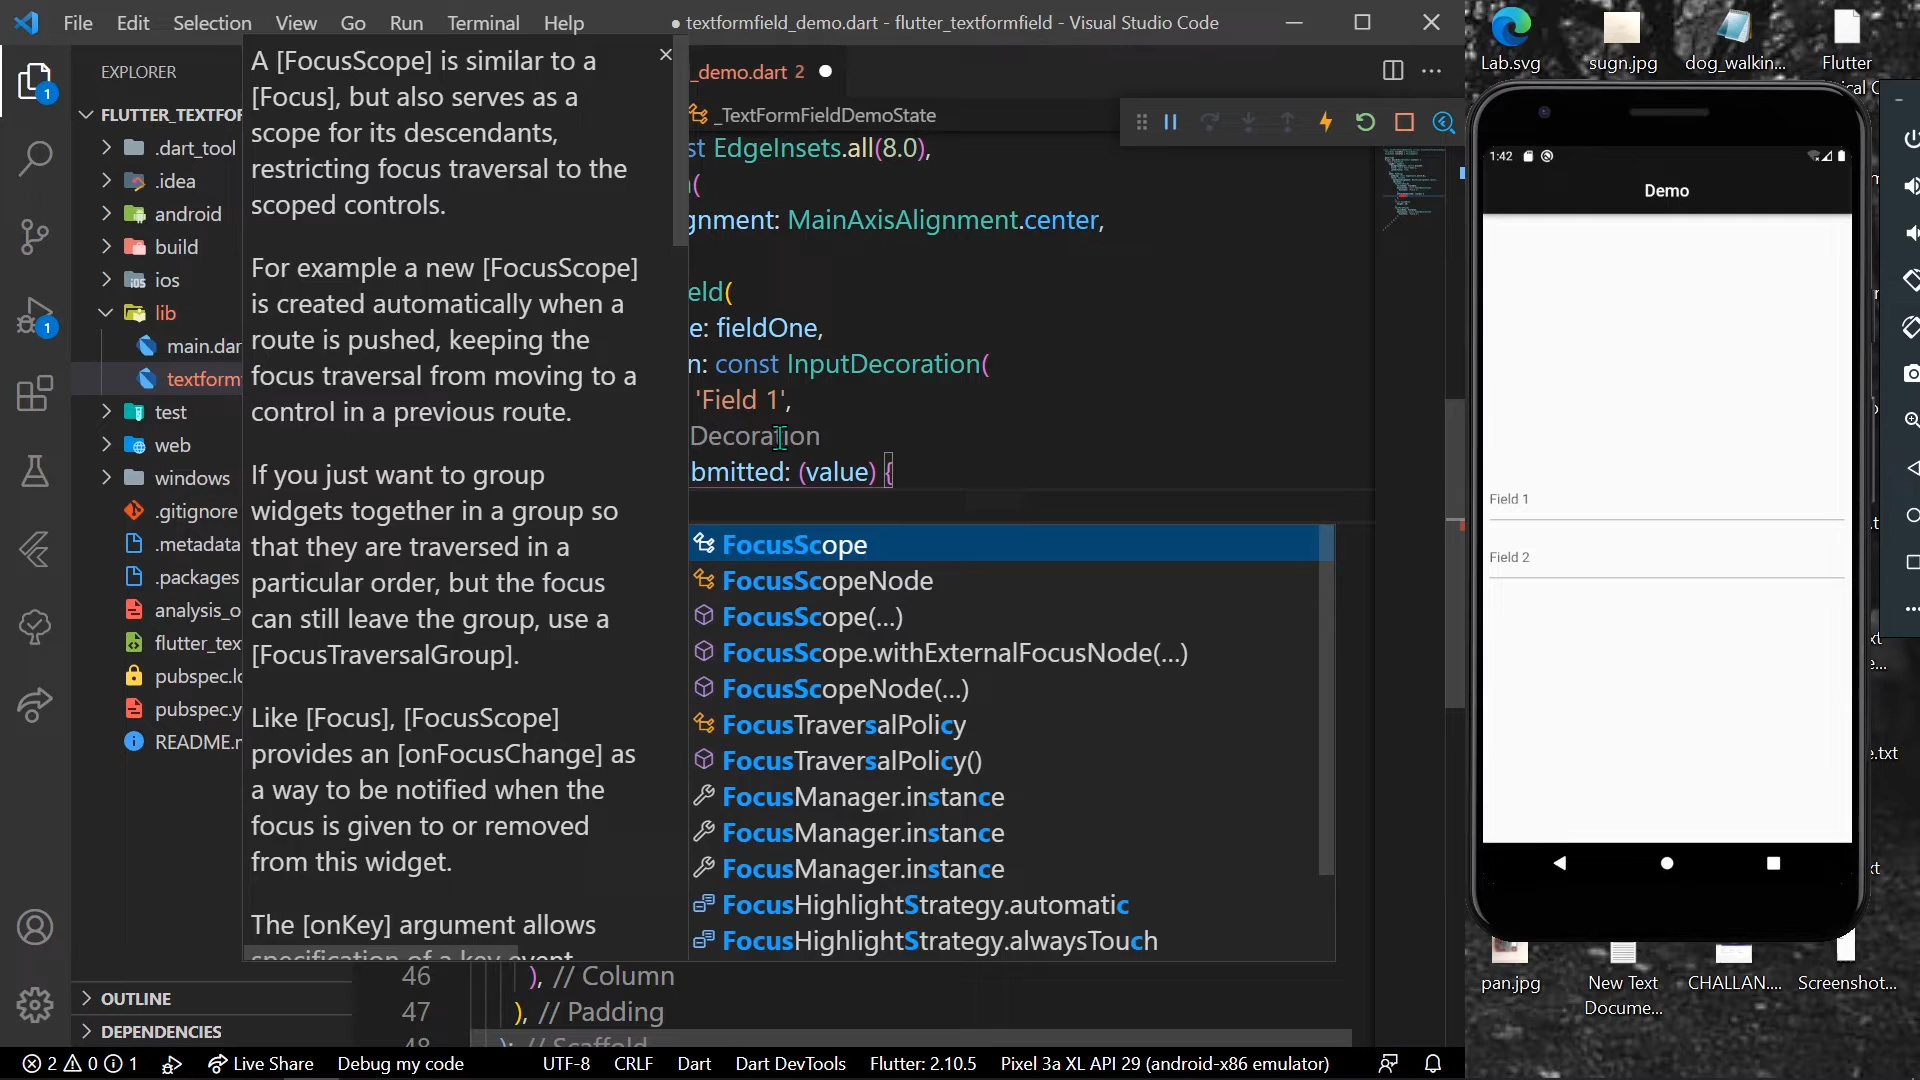 File Edit Selection View Go Run Terminal Help
● textformfield_demo.dart - flutter_textformfield - Visual Studio Code
EXPLORER
FLUTTER_TEXTFOR
.dart_tool
.idea
android
build
ios
lib
main.dar
textform
test
web
windows
.gitignore
.metadata
.packages
analysis_o
flutter_tex
pubspec.lo
pubspec.y
README.m
OUTLINE
DEPENDENCIES
1
1
A [FocusScope] is similar to a
[Focus], but also serves as a
scope for its descendants,
restricting focus traversal to the
scoped controls.
For example a new [FocusScope]
is created automatically when a
route is pushed, keeping the
focus traversal from moving to a
control in a previous route.
If you just want to group
widgets together in a group so
that they are traversed in a
particular order, but the focus
can still leave the group, use a
[FocusTraversalGroup].
Like [Focus], [FocusScope]
provides an [onFocusChange] as
a way to be notified when the
focus is given to or removed
from this widget.
The [onKey] argument allows
specification of a key event
_demo.dart 2
_TextFormFieldDemoState
st EdgeInsets.all(8.0),
(
gnment: MainAxisAlignment.center,
eld(
e: fieldOne,
n: const InputDecoration(
'Field 1',
Decoration
bmitted: (value) {
FocusScope
FocusScopeNode
FocusScope(…)
FocusScope.withExternalFocusNode(…)
FocusScopeNode(…)
FocusTraversalPolicy
FocusTraversalPolicy()
FocusManager.instance
FocusManager.instance
FocusManager.instance
FocusHighlightStrategy.automatic
FocusHighlightStrategy.alwaysTouch
46 ), // Column
47 ), // Padding
48 ); // Scaffold
2 0 1 Live Share Debug my code UTF-8 CRLF Dart Dart DevTools Flutter: 2.10.5 Pixel 3a XL API 29 (android-x86 emulator)
Lab.svg sugn.jpg dog_walkin... Flutter
ical C
1:42
Demo
Field 1
Field 2
e.txt
pan.jpg New Text Docume... CHALLAN.... Screenshot...